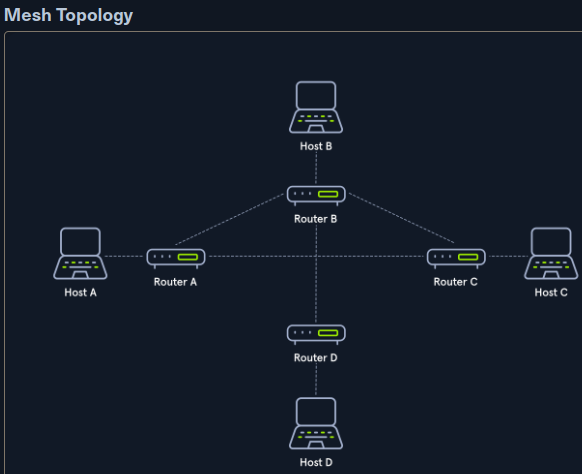 Mesh Topology
Host B
Router B
Host A
Router A
Router C
Host C
Router D
Host D